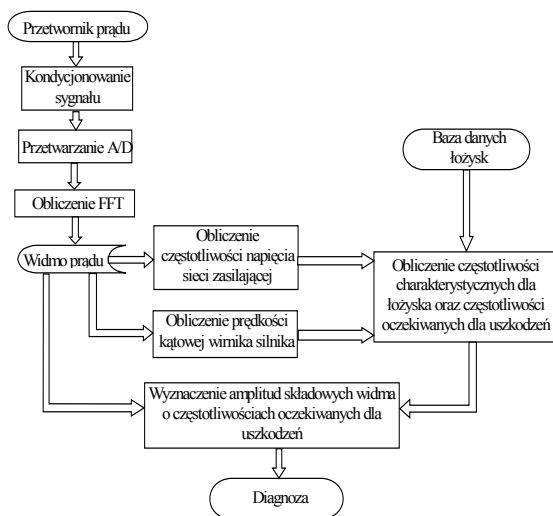 Przetwornik prądu
Kondycjonowanie
sygnału
Przetwarzanie A/D
Obliczenie FFT
Widmo prądu
Baza danych
łożysk
Obliczenie
częstotliwości napięcia
sieci zasilającej
Obliczenie prędkości
kątowej wirnika silnika
Obliczenie częstotliwości
charakterystycznych dla
łożyska oraz częstotliwości
oczekiwanych dla uszkodzeń
Wyznaczenie amplitud składowych widma
o częstotliwościach oczekiwanych dla
uszkodzeń
Diagnoza